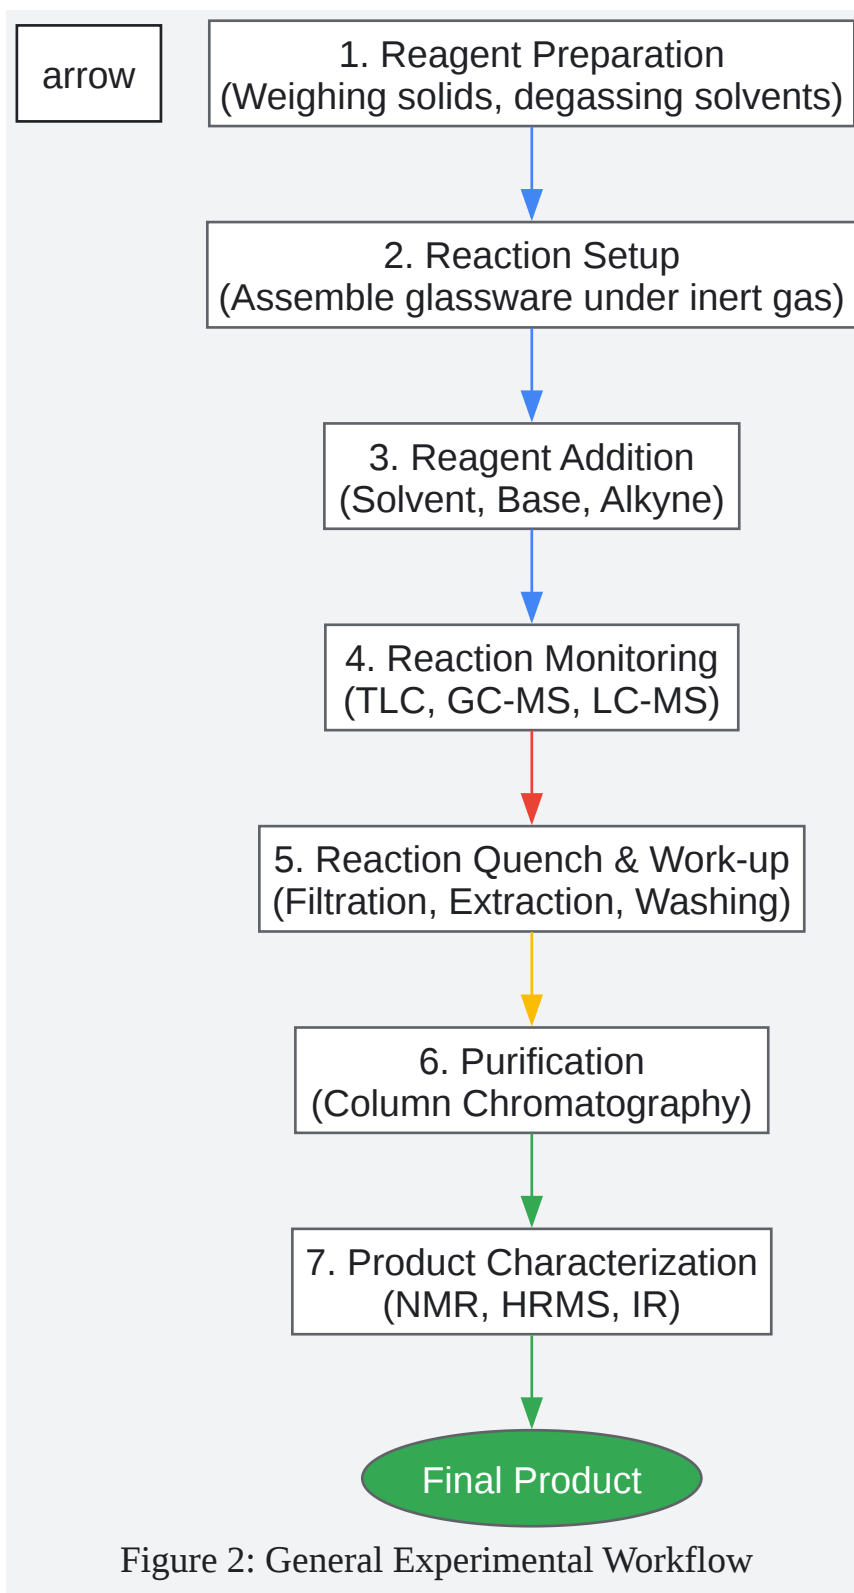 arrow
1. Reagent Preparation
(Weighing solids, degassing solvents)
2. Reaction Setup
(Assemble glassware under inert gas)
3. Reagent Addition
(Solvent, Base, Alkyne)
4. Reaction Monitoring
(TLC, GC-MS, LC-MS)
5. Reaction Quench & Work-up
(Filtration, Extraction, Washing)
6. Purification
(Column Chromatography)
7. Product Characterization
(NMR, HRMS, IR)
Final Product
Figure 2: General Experimental Workflow